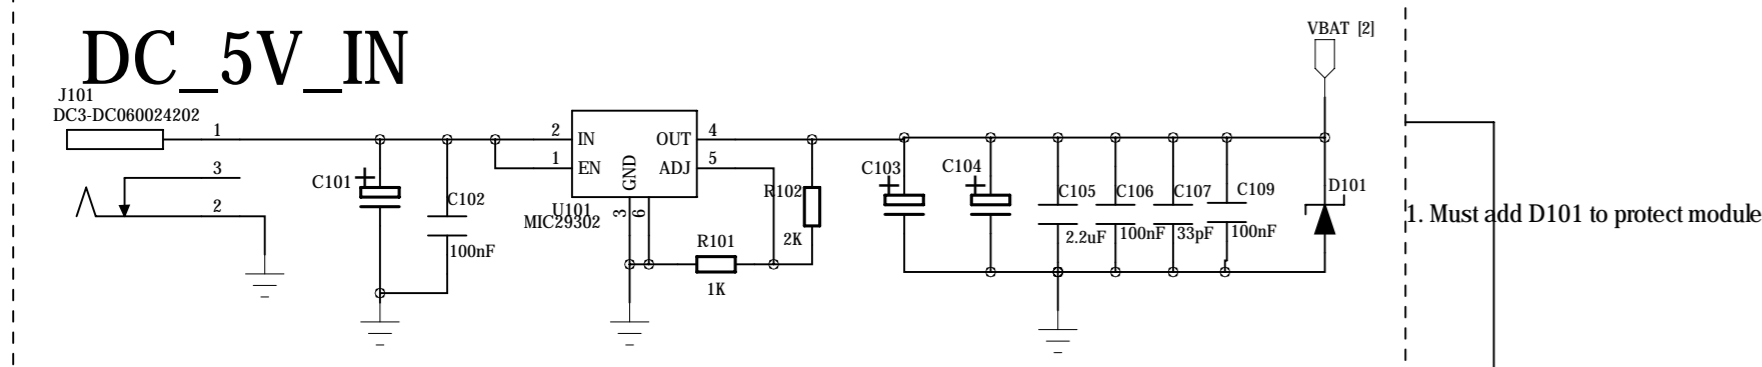 DC_5V_IN
VBAT [2]
J101
DC3-DC060024202
1
3
2
C101
C102
100nF
2
IN
1
EN
GND
OUT
4
ADJ
5
3
6
U101
MIC29302
R101
1K
R102
2K
C103
C104
C105
2.2uF
C106
100nF
C107
33pF
C109
100nF
D101
1. Must add D101 to protect module